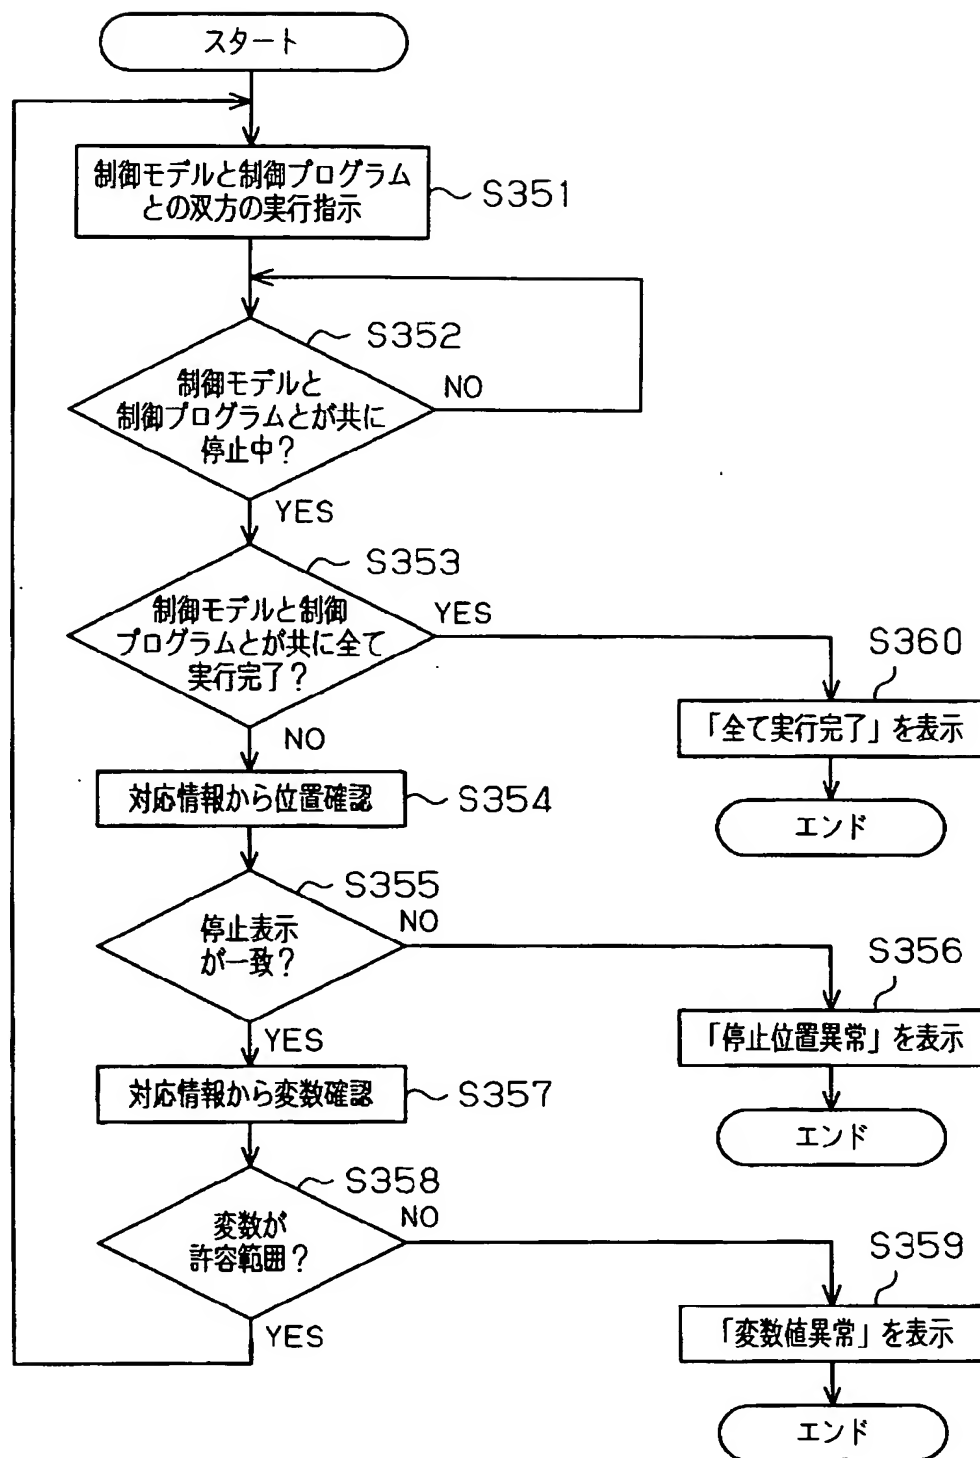 スタート
制御モデルと制御プログラム
との双方の実行指示
S351
S352
制御モデルと
制御プログラムとが共に
停止中?
NO
YES
S353
制御モデルと制御
プログラムとが共に全て
実行完了?
YES
NO
S360
「全て実行完了」を表示
エンド
対応情報から位置確認
S354
S355
停止表示
が一致?
NO
YES
S356
「停止位置異常」を表示
エンド
対応情報から変数確認
S357
S358
変数が
許容範囲?
NO
YES
S359
「変数値異常」を表示
エンド